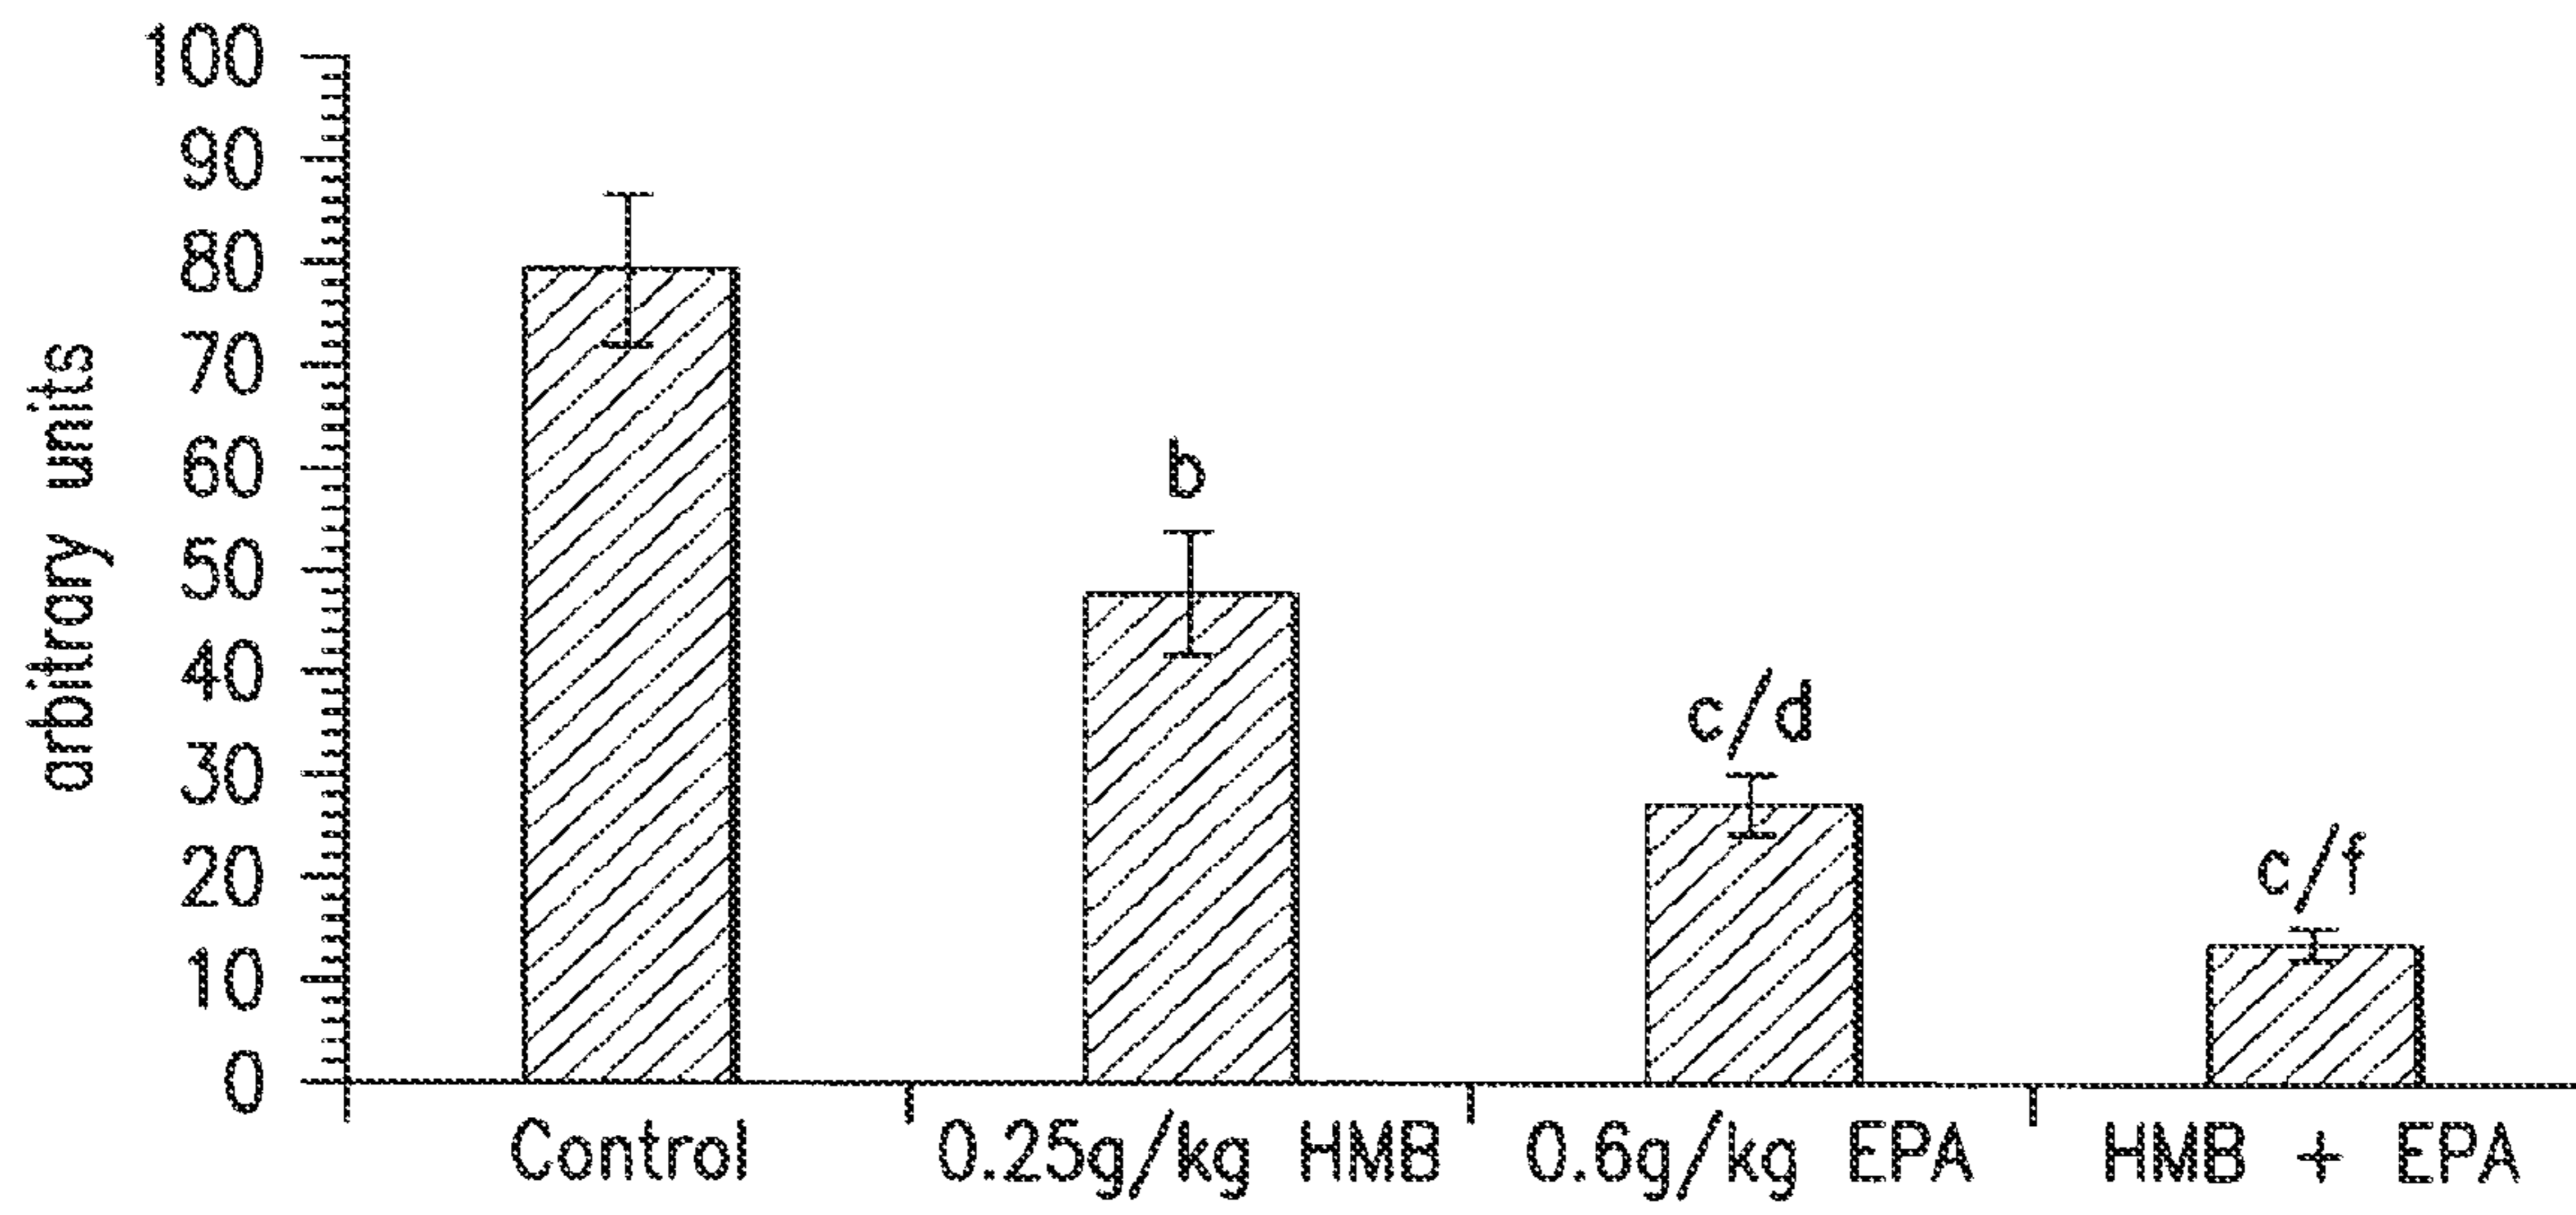 100
90
80
70
60
50
40
30
20
10
0
arbitrary units
b
c/d
c/f
Control
0.25g/kg HMB
0.6g/kg EPA
HMB + EPA